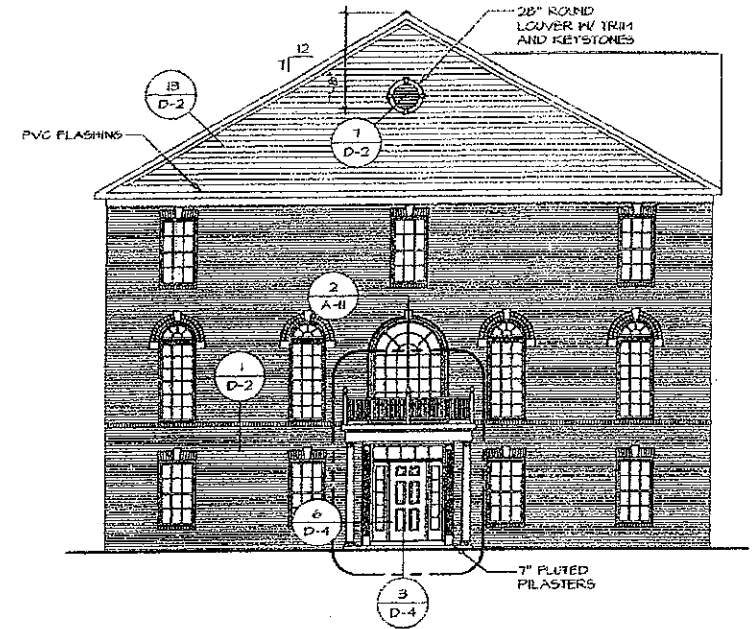 28" ROUND
LOUVER W/ TRIM
AND KEYSTONES
12
7
13
D-2
7
D-2
PVC FLASHING
2
A-11
1
D-2
6
D-4
7" FLUTED
PILASTERS
3
D-4